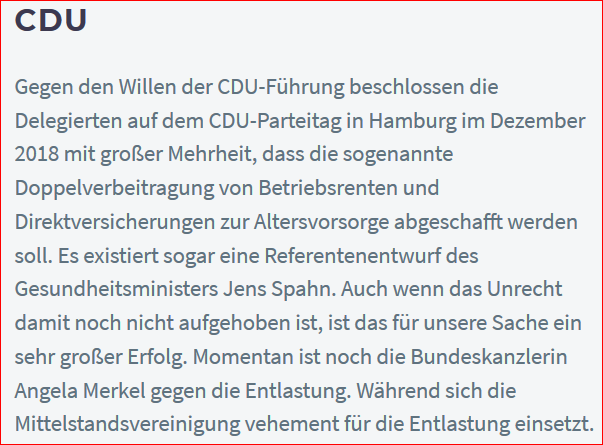 CDU
Gegen den Willen der CDU-Führung beschlossen die
Delegierten auf dem CDU-Parteitag in Hamburg im Dezember
2018 mit großer Mehrheit, dass die sogenannte
Doppelverbeitragung von Betriebsrenten und
Direktversicherungen zur Altersvorsorge abgeschafft werden
soll. Es existiert sogar eine Referentenentwurf des
Gesundheitsministers Jens Spahn. Auch wenn das Unrecht
damit noch nicht aufgehoben ist, ist das für unsere Sache ein
sehr großer Erfolg. Momentan ist noch die Bundeskanzlerin
Angela Merkel gegen die Entlastung. Während sich die
Mittelstandsvereinigung vehement für die Entlastung einsetzt.